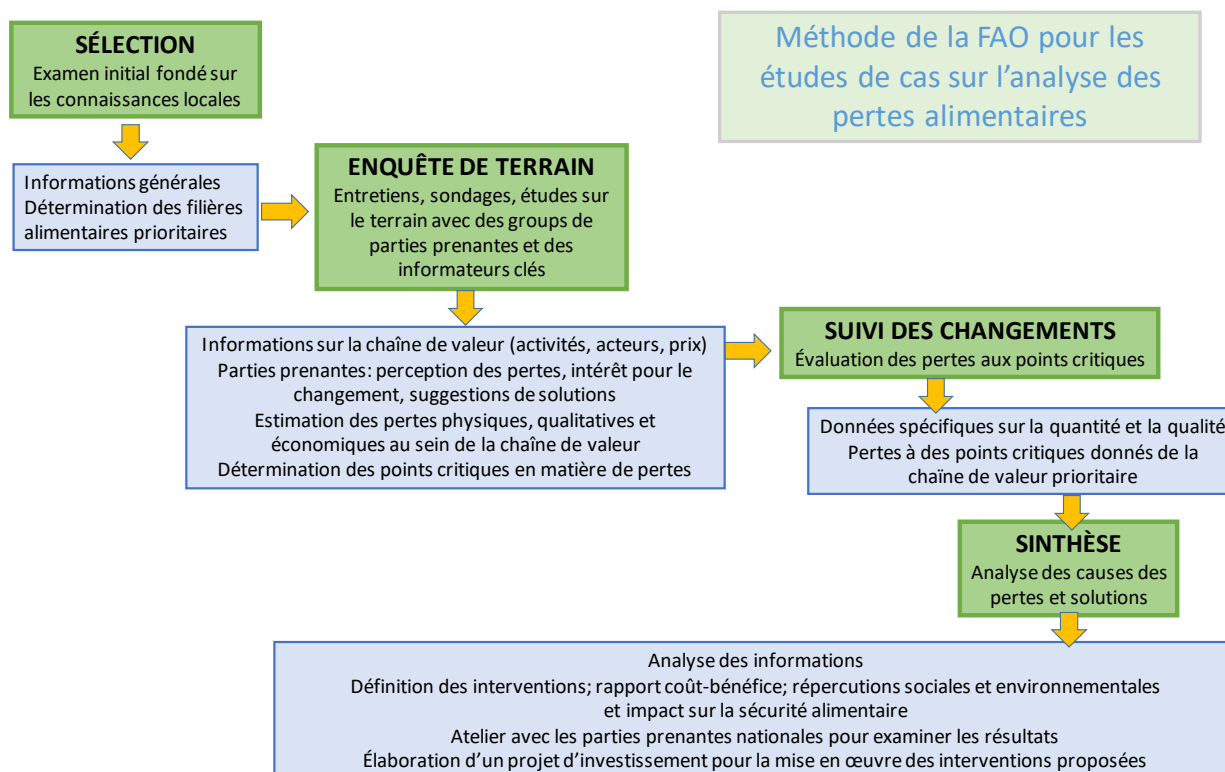 Méthode de la FAO pour les
études de cas sur l'analyse des
pertes alimentaires
SÉLECTION
Examen initial fondé sur
les connaissances locales
Informations générales
Détermination des filières
alimentaires prioritaires
ENQUÊTE DE TERRAIN
Entretiens, sondages, études sur
le terrain avec des groups de
parties prenantes et des
informateurs clés
Informations sur la chaîne de valeur (activités, acteurs, prix)
Parties prenantes: perception des pertes, intérêt pour le
changement, suggestions de solutions
Estimation des pertes physiques, qualitatives et
économiques au sein de la chaîne de valeur
Détermination des points critiques en matière de pertes
SUIVI DES CHANGEMENTS
Évaluation des pertes aux points critiques
Données spécifiques sur la quantité et la qualité
Pertes à des points critiques donnés de la
chaïne de valeur prioritaire
SINTHÈSE
Analyse des causes des
pertes et solutions
Analyse des informations
Définition des interventions; rapport coût-bénéfice; répercutions sociales et environnementales
et impact sur la sécurité alimentaire
Atelier avec les parties prenantes nationales pour examiner les résultats
Élaboration d'un projet d'investissement pour la mise en œuvre des interventions proposées